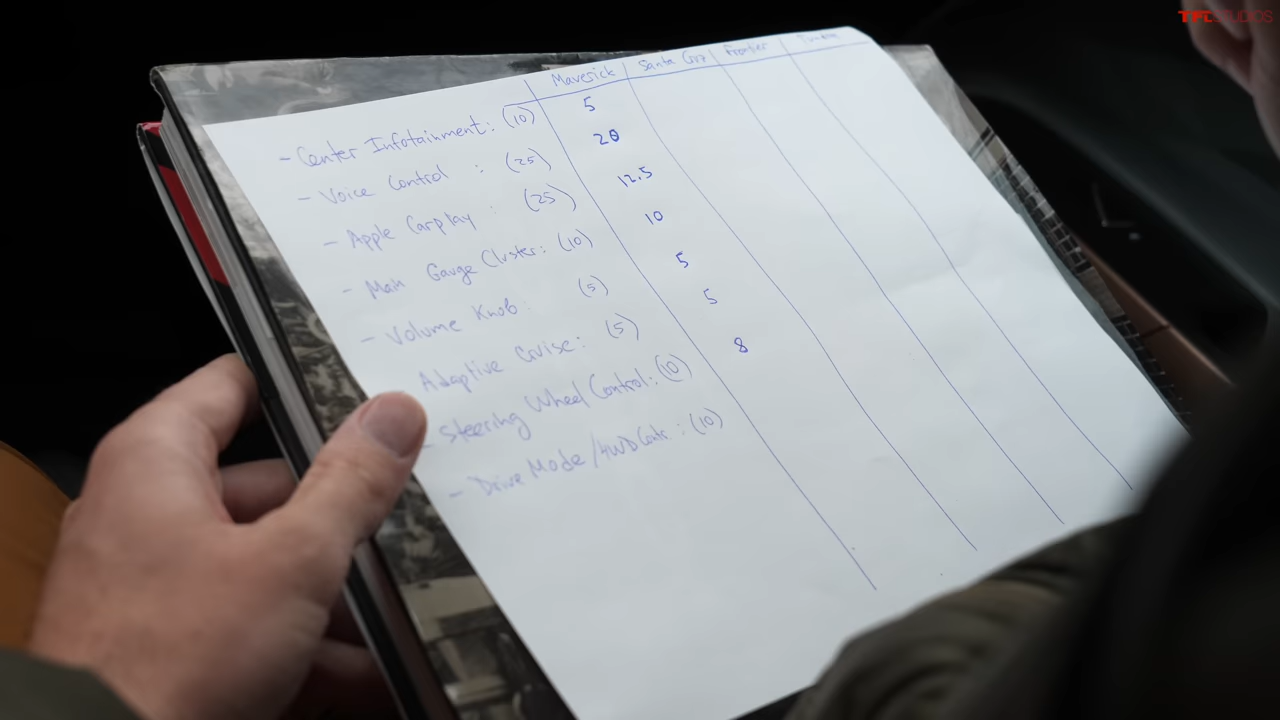 TFLSTUDIOS
Maverick Santa Cruz Frontier Tundra
- Center Infotainment: (10) 5
- Voice Control : (25) 20
- Apple Carplay : (25) 12.5
- Main Gauge Cluster: (10) 10
- Volume Knob : (5) 5
Adaptive Cruise: (5) 5
- Steering Wheel Control: (10) 8
- Drive Mode/4WD Contr. : (10)